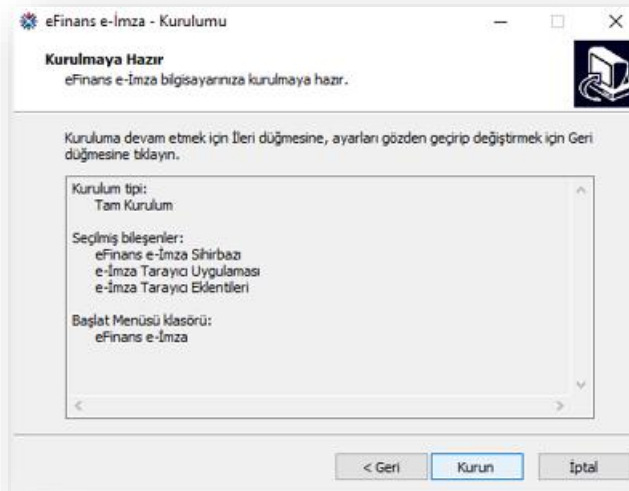 eFinans e-İmza - Kurulumu
Kurulmaya Hazır
eFinans e-İmza bilgisayarınıza kurulmaya hazır.
Kuruluma devam etmek için İleri düğmesine, ayarları gözden geçirip değiştirmek için Geri
düğmesine tıklayın.
Kurulum tipi:
Tam Kurulum
Seçilmiş bileşenler:
eFinans e-İmza Sihirbazı
e-İmza Tarayıcı Uygulaması
e-İmza Tarayıcı Eklentileri
Başlat Menüsü klasörü:
eFinans e-İmza
< Geri
Kurun
İptal